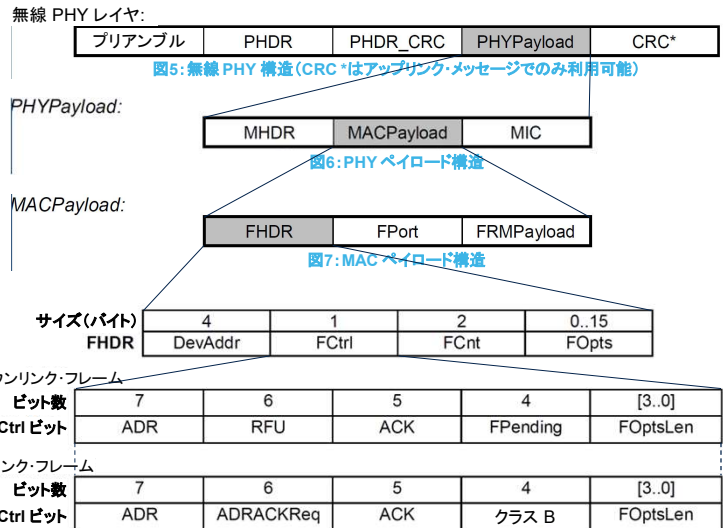 無線 PHY レイヤ:
プリアンブル PHDR PHDR_CRC PHYPayload CRC*
図5:無線 PHY 構造(CRC *はアップリンク・メッセージでのみ利用可能)
PHYPayload:
MHDR MACPayload MIC
図6:PHY ペイロード構造
MACPayload:
FHDR FPort FRMPayload
図7:MAC ペイロード構造
サイズ(バイト) 4 1 2 0..15
FHDR DevAddr FCtrl FCnt FOpts
ンリンク・フレーム
ビット数 7 6 5 4 [3..0]
Ctrl ビット ADR RFU ACK FPending FOptsLen
ンク・フレーム
ビット数 7 6 5 4 [3..0]
Ctrl ビット ADR ADRACKReq ACK クラス B FOptsLen